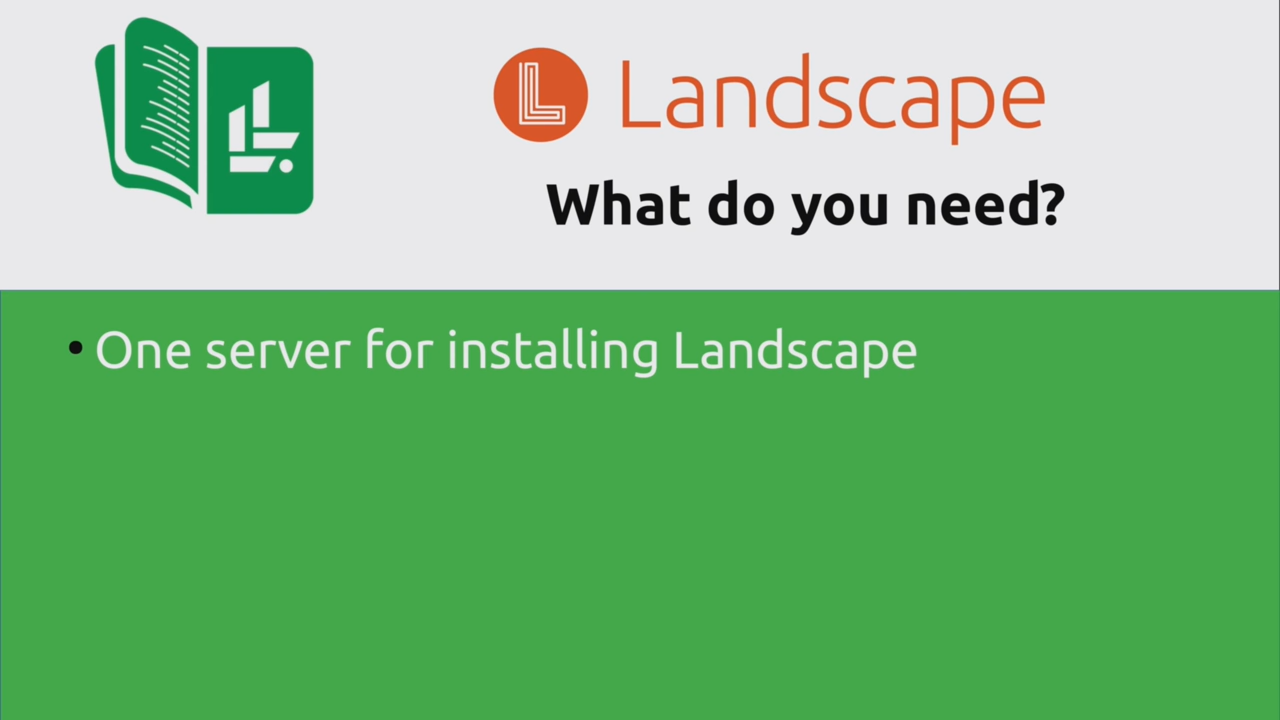 Landscape
What do you need?
• One server for installing Landscape